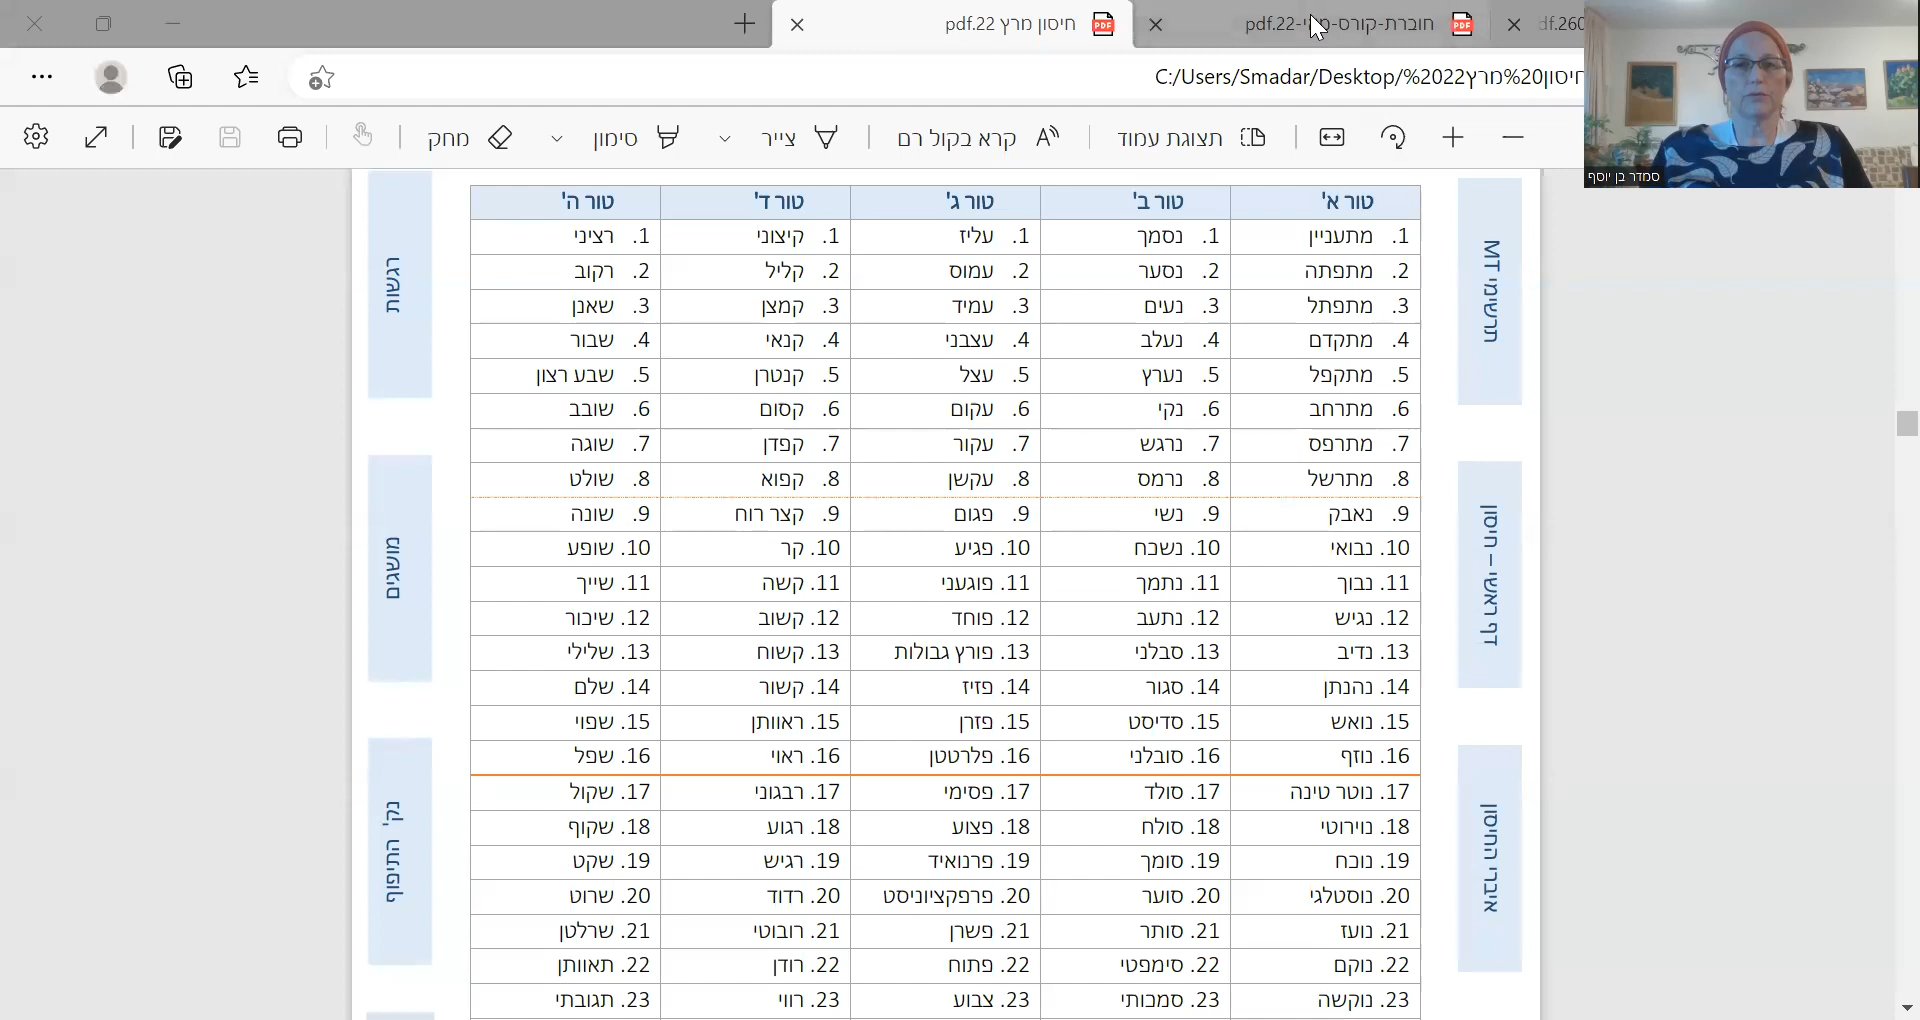 חיסון מרץ 22.pdf
22.pdf-חוברת-קורס-
C:/Users/Smadar/Desktop/%2022חיסון%20מרץ
תצוגת עמוד
קרא בקול רם
צייר
סימון
מחק
סמדר בן יוסף
טור א' טור ב' טור ג' טור ד' טור ה'
1. מתעניין 1. נסמך 1. עליז 1. קיצוני 1. רציני
2. מתפתה 2. נסער 2. עמוס 2. קליל 2. רקוב
3. מתפתל 3. נעים 3. עמיד 3. קמצן 3. שאנן
4. מתקדם 4. נעלב 4. עצבני 4. קנאי 4. שבור
5. מתקפל 5. נערץ 5. עצל 5. קנטרן 5. שבע רצון
6. מתרחב 6. נקי 6. עקום 6. קסום 6. שובב
7. מתרפס 7. נרגש 7. עקור 7. קפדן 7. שוגה
8. מתרשל 8. נרמס 8. עקשן 8. קפוא 8. שולט
9. נאבק 9. נשי 9. פגום 9. קצר רוח 9. שונה
10. נבואי 10. נשכח 10. פגיע 10. קר 10. שופע
11. נבוך 11. נתמך 11. פוגעני 11. קשה 11. שייך
12. נגיש 12. נתעב 12. פוחד 12. קשוב 12. שיכור
13. נדיב 13. סבלני 13. פורץ גבולות 13. קשוח 13. שלילי
14. נהנתן 14. סגור 14. פזיז 14. קשור 14. שלם
15. נואש 15. סדיסט 15. פזרן 15. ראוותן 15. שפוי
16. נוזף 16. סובלני 16. פלרטטן 16. ראוי 16. שפל
17. נוטר טינה 17. סולד 17. פסימי 17. רבגוני 17. שקול
18. נוירוטי 18. סולח 18. פצוע 18. רגוע 18. שקוף
19. נוכח 19. סומך 19. פרנואיד 19. רגיש 19. שקט
20. נוסטלגי 20. סוער 20. פרפקציוניסט 20. רדוד 20. שרוט
21. נועז 21. סותר 21. פשרן 21. רובוטי 21. שרלטן
22. נוקם 22. סימפטי 22. פתוח 22. רודן 22. תאוותן
23. נוקשה 23. סמכותי 23. צבוע 23. רווי 23. תגובתי
תרשימי MT
דף ראשי – חיסון
איברי החיסון
רגשות
מושגים
נק' התיפוף